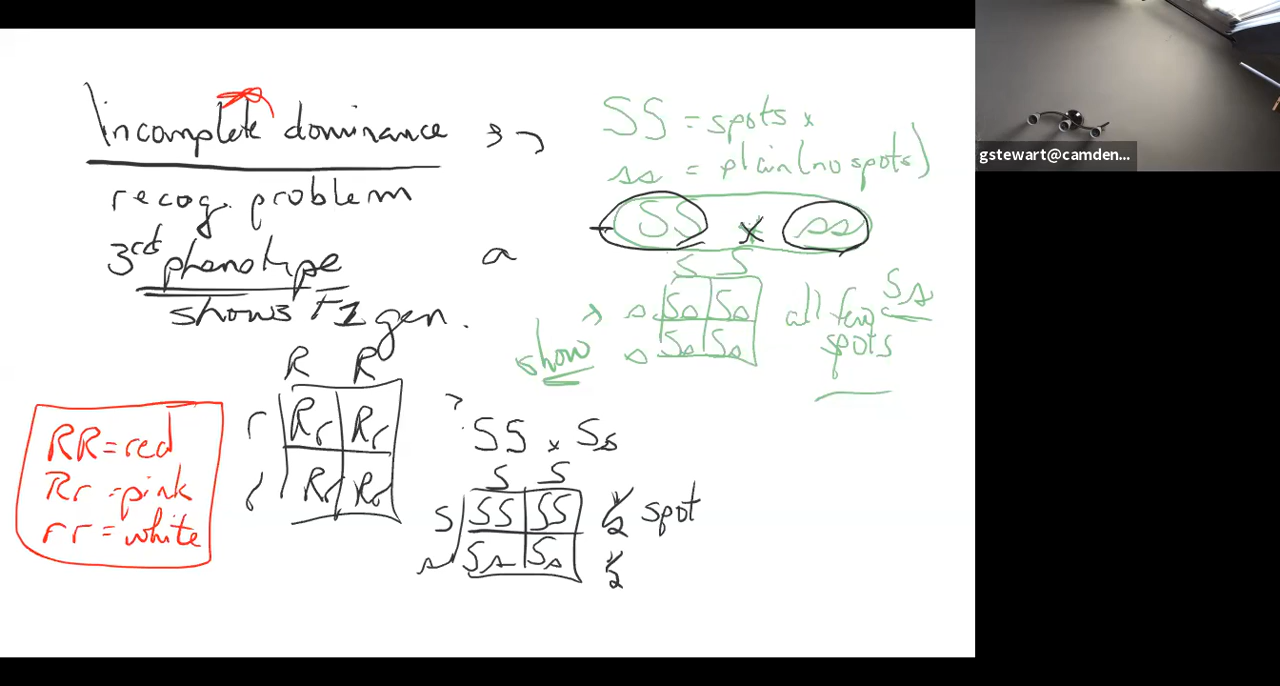 Incomplete dominance
recog. problem
3rd phenotype a
shows F1 gen.
R R
r Rr Rr
r Rr Rr
RR = red
Rr = pink
rr = white
SS = spots x
ss = plain (no spots)
SS x ss
S S
s Ss Ss
s Ss Ss
show
all few Ss
spots
SS x Ss
S S
S SS SS 1/2 spot
s Ss Ss 1/2
gstewart@camden...